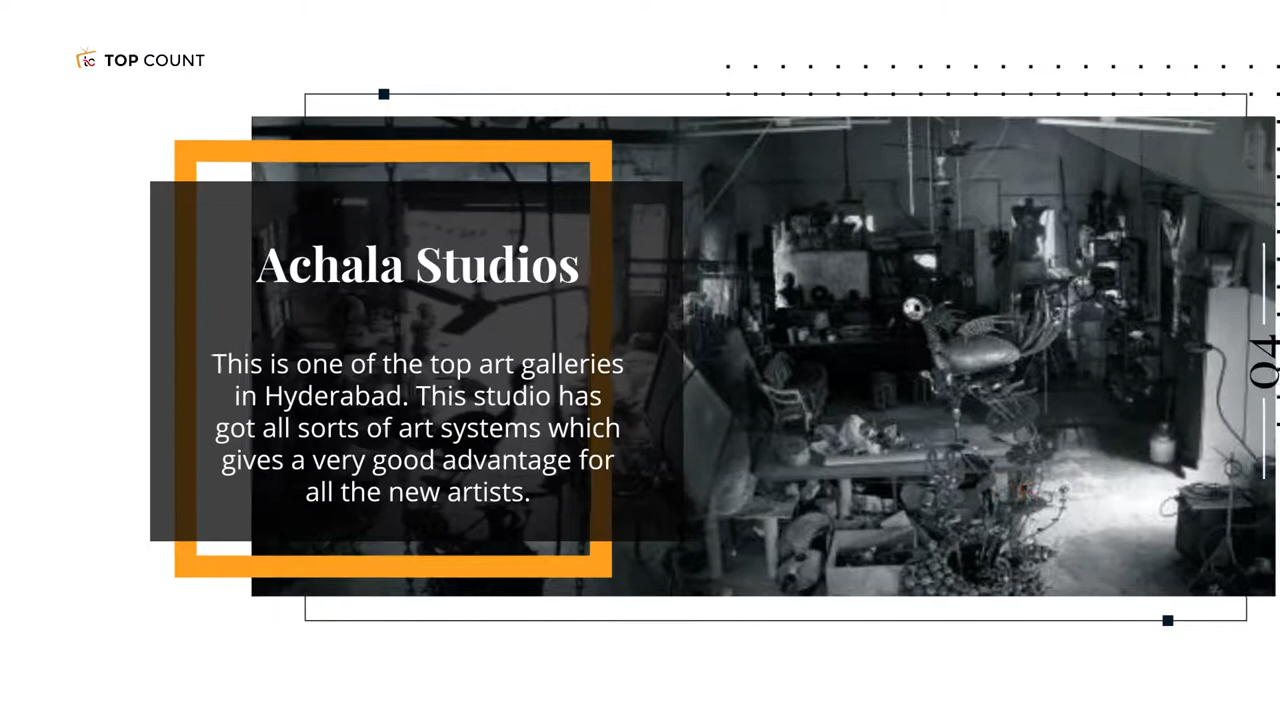 tc TOP COUNT
Achala Studios
This is one of the top art galleries
in Hyderabad. This studio has
got all sorts of art systems which
gives a very good advantage for
all the new artists.
04